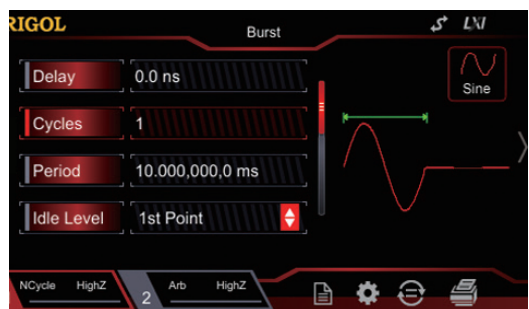 RIGOL
Burst
LXI
Delay 0.0 ns
Sine
Cycles 1
Period 10.000,000,0 ms
Idle Level 1st Point
NCycle HighZ
2 Arb HighZ